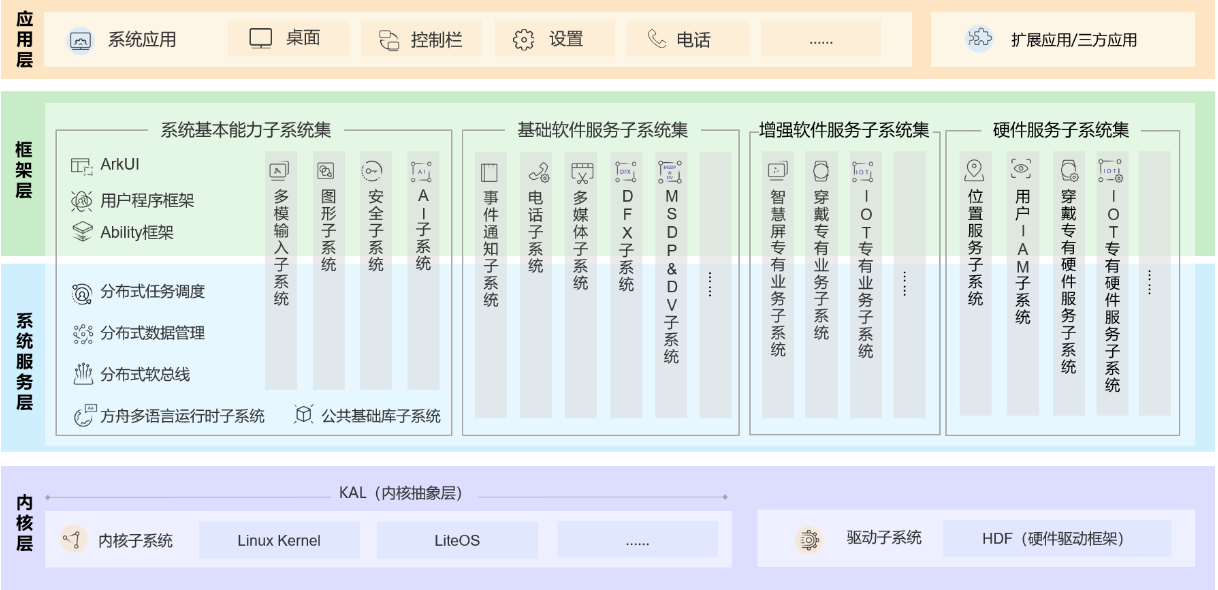 应用层
系统应用
桌面
控制栏
设置
电话
......
扩展应用/三方应用
框架层
系统基本能力子系统集
ArkUI
用户程序框架
Ability框架
多模输入子系统
图形子系统
安全子系统
AI
AI子系统
基础软件服务子系统集
事件通知子系统
电话子系统
多媒体子系统
DFX
DFX子系统
MSDP
&
DV
MSDP&DV子系统
......
增强软件服务子系统集
智慧屏专有业务子系统
穿戴专有业务子系统
IOT
IOT专有业务子系统
......
硬件服务子系统集
位置服务子系统
用户IAM子系统
穿戴专有硬件服务子系统
IOT
IOT专有硬件服务子系统
......
系统服务层
分布式任务调度
分布式数据管理
分布式软总线
方舟多语言运行时子系统
公共基础库子系统
内核层
KAL（内核抽象层）
内核子系统
Linux Kernel
LiteOS
......
驱动子系统
HDF（硬件驱动框架）